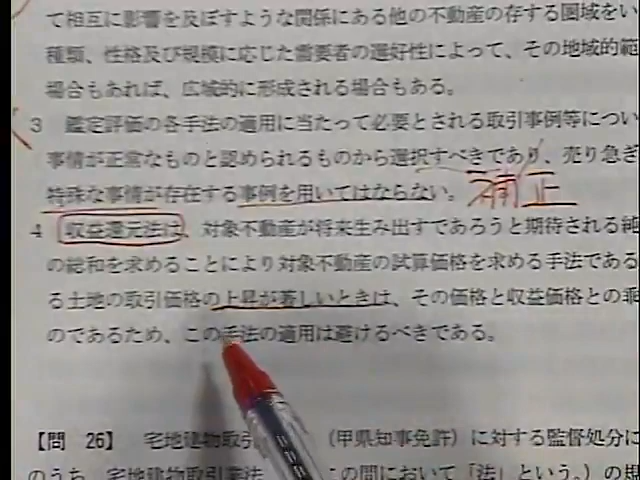 て相互に影響を及ぼすような関係にある他の不動産の存する圏域をい
種類、性格及び規模に応じた需要者の選好性によって、その地域的範
場合もあれば、広域的に形成される場合もある。
3 鑑定評価の各手法の適用に当たって必要とされる取引事例等につい
事情が正常なものと認められるものから選択すべきであり、売り急ぎ
特殊な事情が存在する事例を用いてはならない。 補正
4 収益還元法は、対象不動産が将来生み出すであろうと期待される純
の総和を求めることにより対象不動産の試算価格を求める手法である
る土地の取引価格の上昇が著しいときは、その価格と収益価格との乖
のであるため、この手法の適用は避けるべきである。
【問 26】 宅地建物取引 (甲県知事免許)に対する監督処分に
のうち、宅地建物取引業法 この間において「法」という。)の規